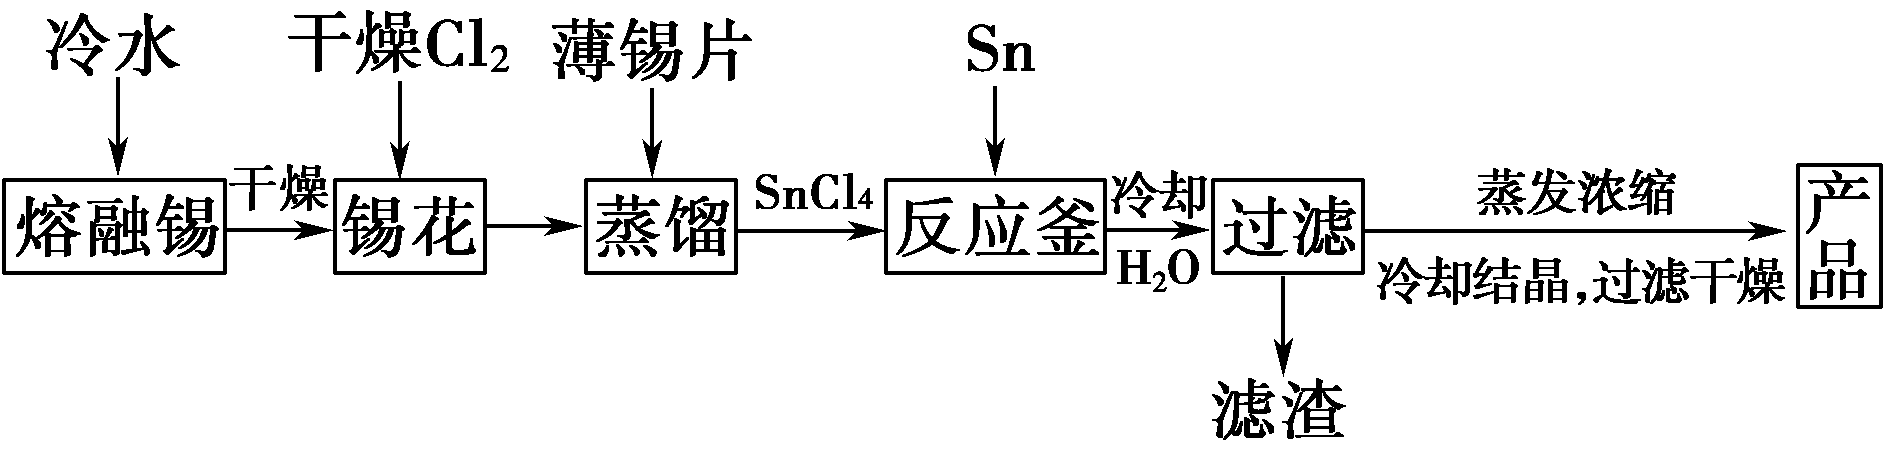 冷水
干燥Cl₂
薄锡片
Sn
熔融锡
干燥
锡花
蒸馏
SnCl₄
反应釜
冷却
H₂O
过滤
蒸发浓缩
冷却结晶,过滤干燥
产品
滤渣